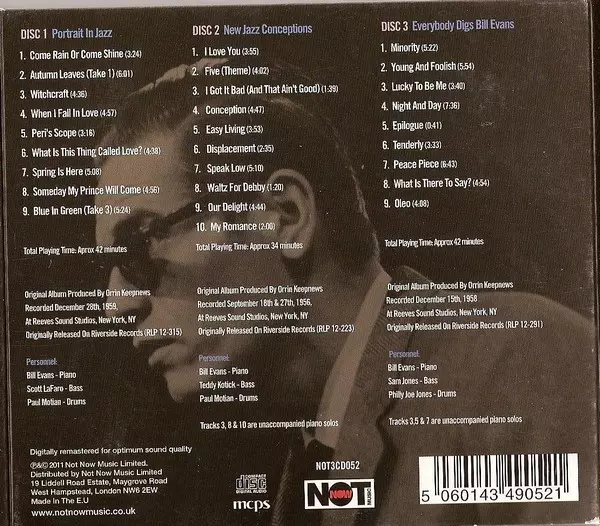 DISC 1 Portrait In Jazz
1. Come Rain Or Come Shine (3:24)
2. Autumn Leaves (Take 1) (6:01)
3. Witchcraft (4:36)
4. When I Fall In Love (4:57)
5. Peri's Scope (3:16)
6. What Is This Thing Called Love? (4:38)
7. Spring Is Here (5:08)
8. Someday My Prince Will Come (4:56)
9. Blue In Green (Take 3) (5:24)
Total Playing Time: Aprox 42 minutes
Original Album Produced By Orrin Keepnews
Recorded December 28th, 1959,
At Reeves Sound Studios, New York, NY
Originally Released On Riverside Records (RLP 12-315)
Personnel:
Bill Evans - Piano
Scott LaFaro - Bass
Paul Motian - Drums
DISC 2 New Jazz Conceptions
1. I Love You (3:55)
2. Five (Theme) (4:02)
3. I Got It Bad (And That Ain't Good) (1:39)
4. Conception (4:47)
5. Easy Living (3:53)
6. Displacement (2:35)
7. Speak Low (5:10)
8. Waltz For Debby (1:20)
9. Our Delight (4:44)
10. My Romance (2:00)
Total Playing Time: Approx 34 minutes
Original Album Produced By Orrin Keepnews
Recorded September 18th & 27th, 1956,
At Reeves Sound Studios, New York, NY
Originally Released On Riverside Records (RLP 12-223)
Personnel:
Bill Evans - Piano
Teddy Kotick - Bass
Paul Motian - Drums
Tracks 3, 8 & 10 are unaccompanied piano solos
DISC 3 Everybody Digs Bill Evans
1. Minority (5:22)
2. Young And Foolish (5:54)
3. Lucky To Be Me (3:40)
4. Night And Day (7:36)
5. Epilogue (0:41)
6. Tenderly (3:33)
7. Peace Piece (6:43)
8. What Is There To Say? (4:54)
9. Oleo (4:08)
Total Playing Time: Approx 42 minutes
Original Album Produced By Orrin Keepnews
Recorded December 15th, 1958
At Reeves Sound Studios, New York, NY
Originally Released On Riverside Records (RLP 12-291)
Personnel:
Bill Evans - Piano
Sam Jones - Bass
Philly Joe Jones - Drums
Tracks 3,5 & 7 are unaccompanied piano solos
Digitally remastered for optimum sound quality
℗&© 2011 Not Now Music Limited.
Distributed by Not Now Music Limited
19 Liddell Road Estate, Maygrove Road
West Hampstead, London NW6 2EW
Made In The E.U
www.notnowmusic.co.uk
COMPACT
disc
DIGITAL AUDIO
mcps
NOT3CD052
NOT NOW MUSIC
5 060143 490521